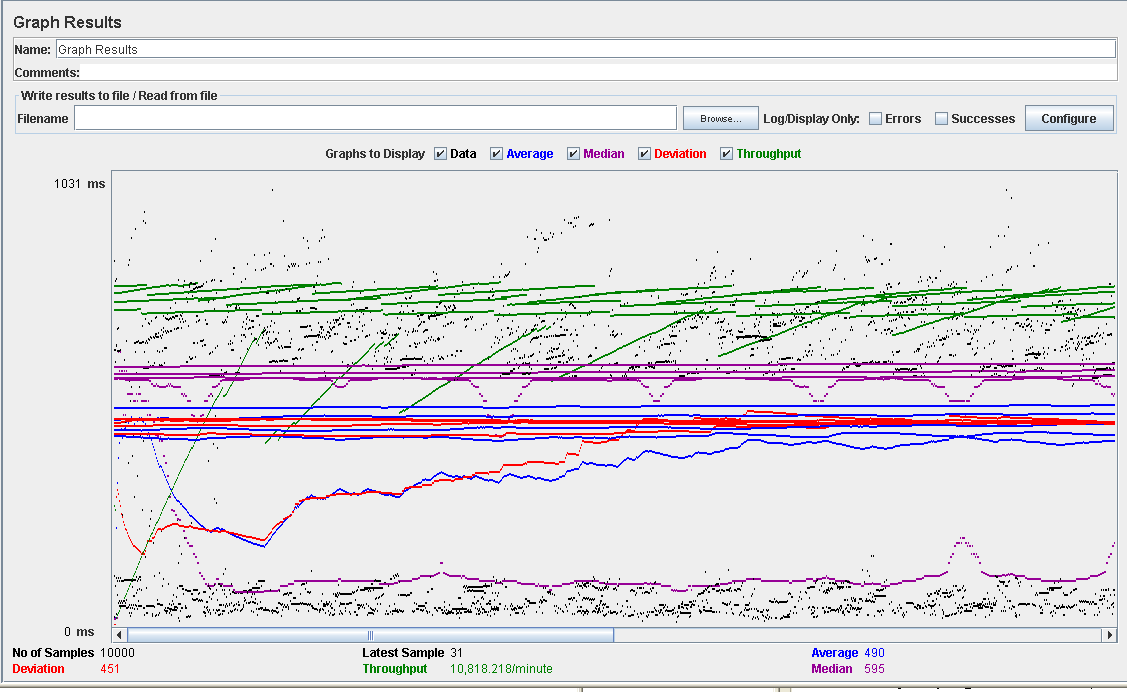 Graph Results
Name: Graph Results
Comments:
Write results to file / Read from file
Filename Browse... Log/Display Only: Errors Successes Configure
Graphs to Display Data Average Median Deviation Throughput
1031 ms
0 ms
No of Samples 10000 Latest Sample 31 Average 490
Deviation 451 Throughput 10,818.218/minute Median 595